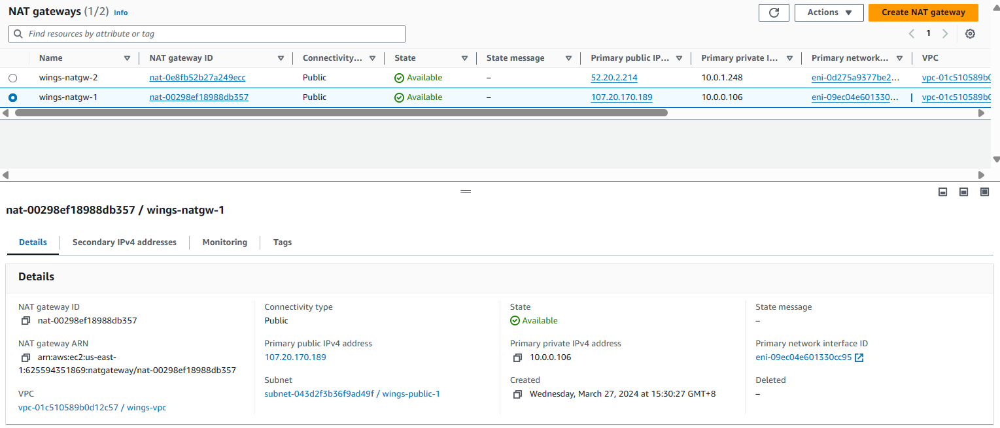 NAT gateways (1/2) Info
Actions ▼ Create NAT gateway
Find resources by attribute or tag
1
Name NAT gateway ID Connectivity... State State message Primary public IP... Primary private I... Primary network... VPC
wings-natgw-2 nat-0e8fb52b27a249ecc Public Available – 52.20.2.214 10.0.1.248 eni-0d275a9377be2... vpc-01c510589b0
wings-natgw-1 nat-00298ef18988db357 Public Available – 107.20.170.189 10.0.0.106 eni-09ec04e601330... vpc-01c510589b0
nat-00298ef18988db357 / wings-natgw-1
Details Secondary IPv4 addresses Monitoring Tags
Details
NAT gateway ID
nat-00298ef18988db357
NAT gateway ARN
arn:aws:ec2:us-east-
1:625594351869:natgateway/nat-00298ef18988db357
VPC
vpc-01c510589b0d12c57 / wings-vpc
Connectivity type
Public
Primary public IPv4 address
107.20.170.189
Subnet
subnet-043d2f3b36f9ad49f / wings-public-1
State
Available
Primary private IPv4 address
10.0.0.106
Created
Wednesday, March 27, 2024 at 15:30:27 GMT+8
State message
–
Primary network interface ID
eni-09ec04e601330cc95
Deleted
–